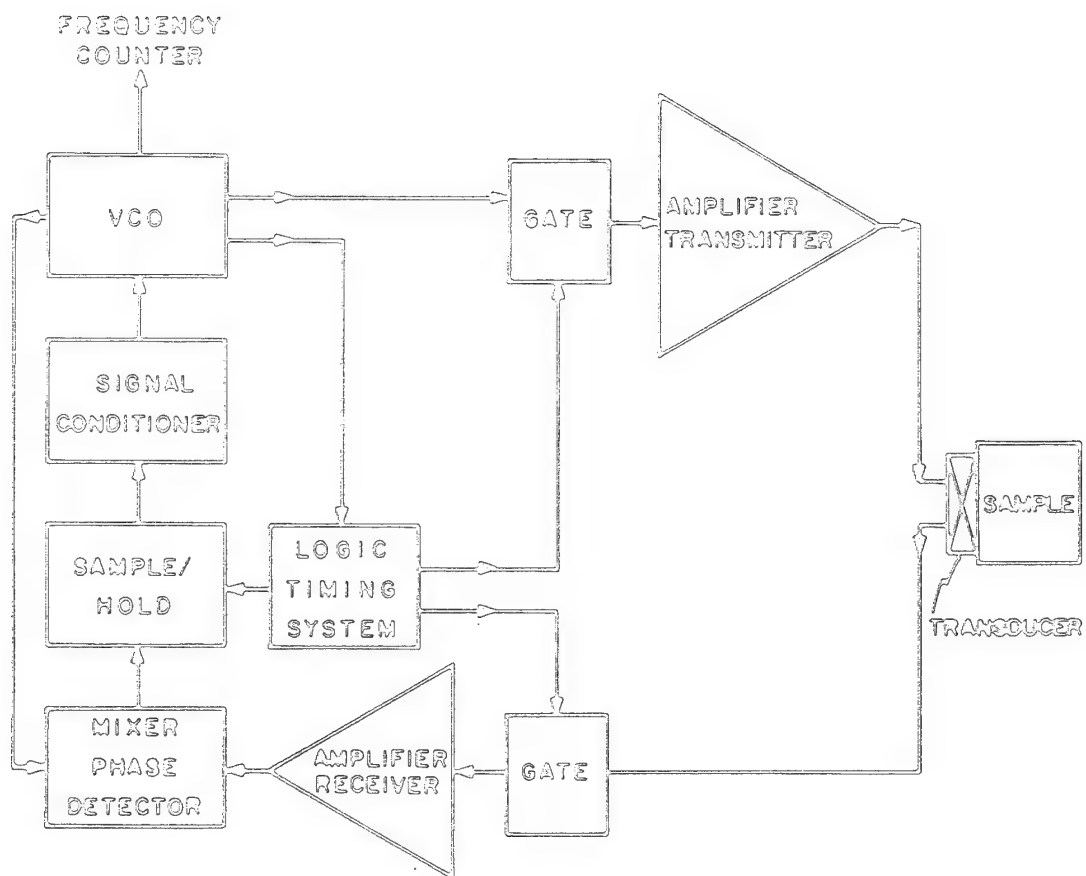 FREQUENCY
COUNTER
VCO
GATE
AMPLIFIER
TRANSMITTER
SIGNAL
CONDITIONER
SAMPLE
SAMPLE/
HOLD
LOGIC
TIMING
SYSTEM
TRANSDUCER
MIXER
PHASE
DETECTOR
AMPLIFIER
RECEIVER
GATE